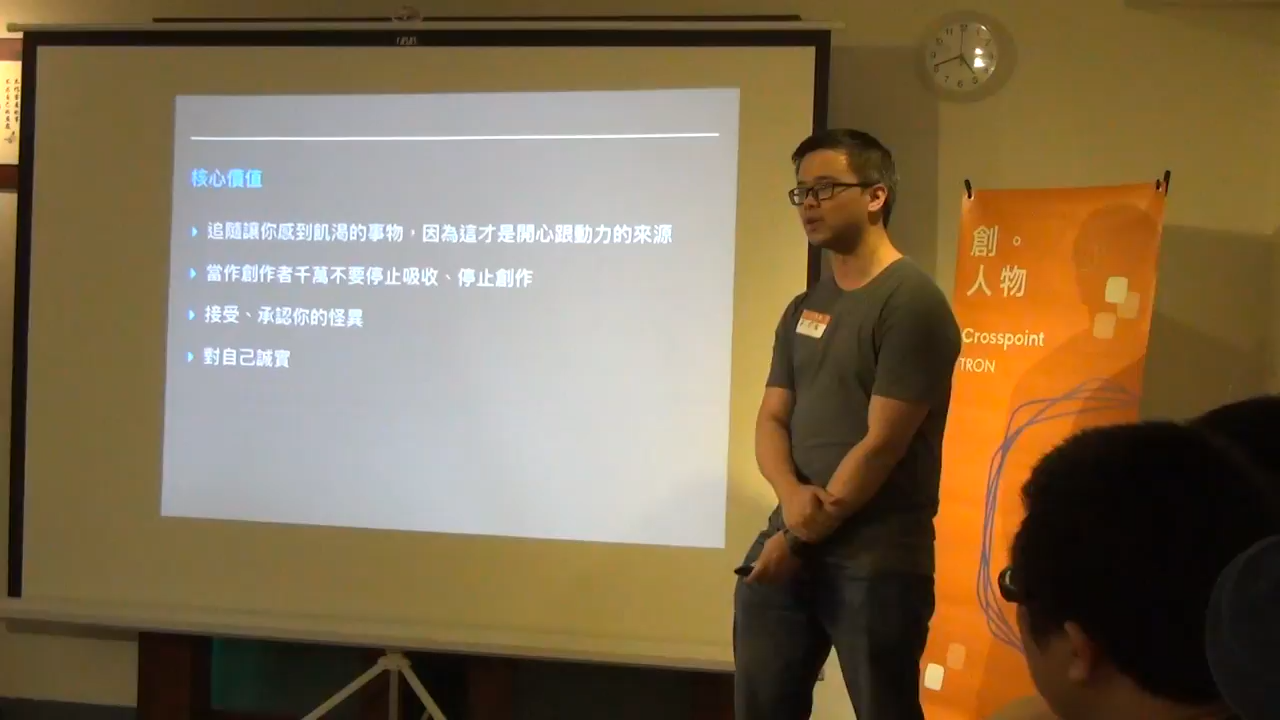 核心價值
追隨讓你感到飢渴的事物，因為這才是開心跟動力的來源
當作創作者千萬不要停止吸收、停止創作
接受、承認你的怪異
對自己誠實
創。
人物
Crosspoint
TRON